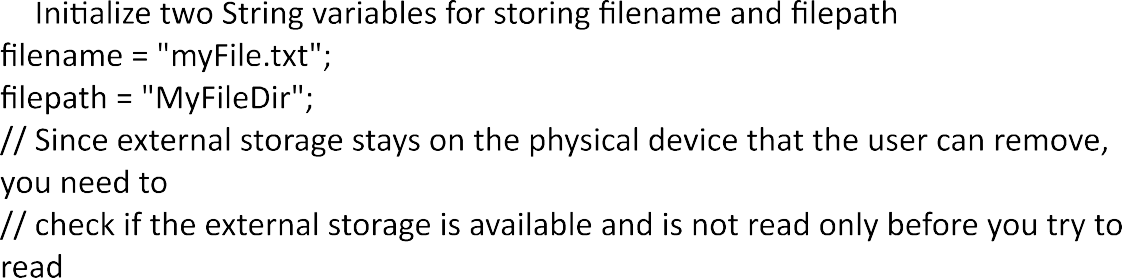 Initialize two String variables for storing filename and filepath
filename = "myFile.txt";
filepath = "MyFileDir";
// Since external storage stays on the physical device that the user can remove,
you need to
// check if the external storage is available and is not read only before you try to
read